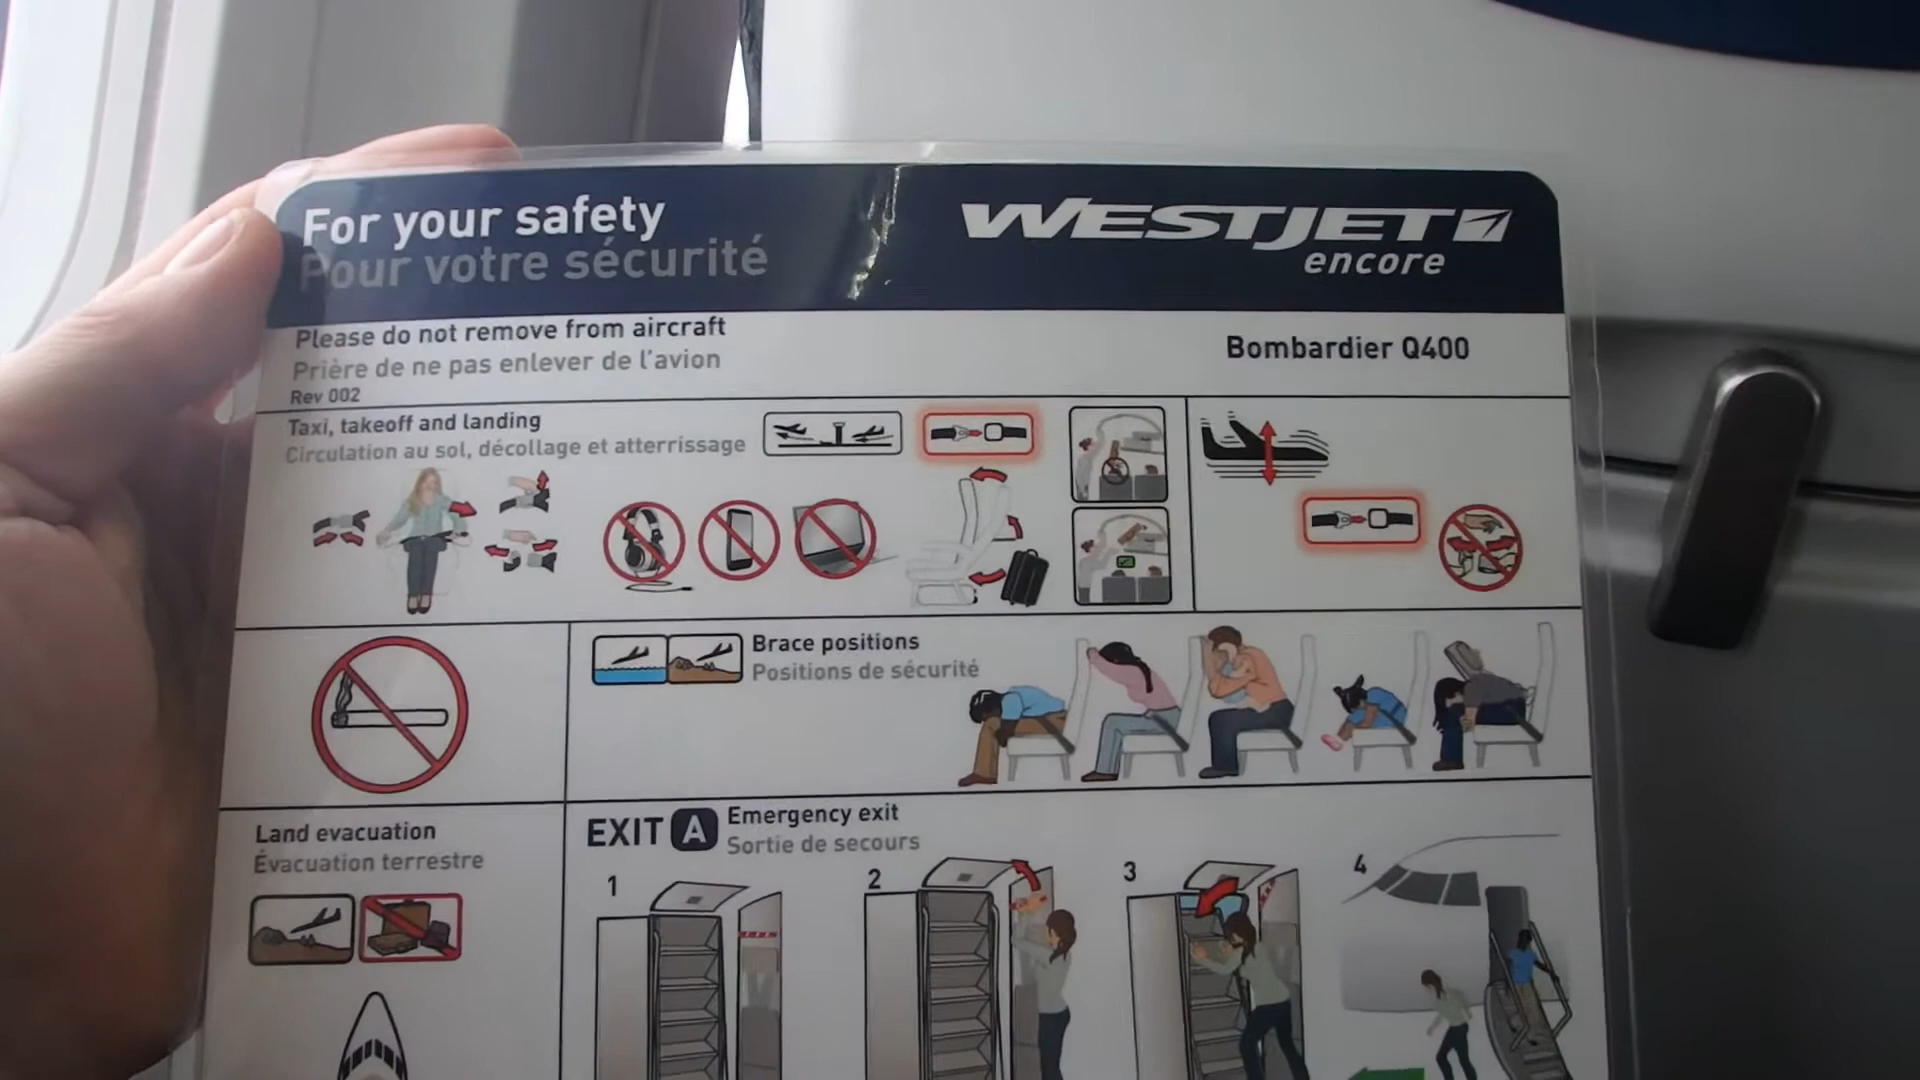 For your safety
Pour votre sécurité
WESTJET
encore
Please do not remove from aircraft
Prière de ne pas enlever de l'avion
Rev 002
Bombardier Q400
Taxi, takeoff and landing
Circulation au sol, décollage et atterrissage
Brace positions
Positions de sécurité
Land evacuation
Évacuation terrestre
EXIT A
Emergency exit
Sortie de secours
1
2
3
4